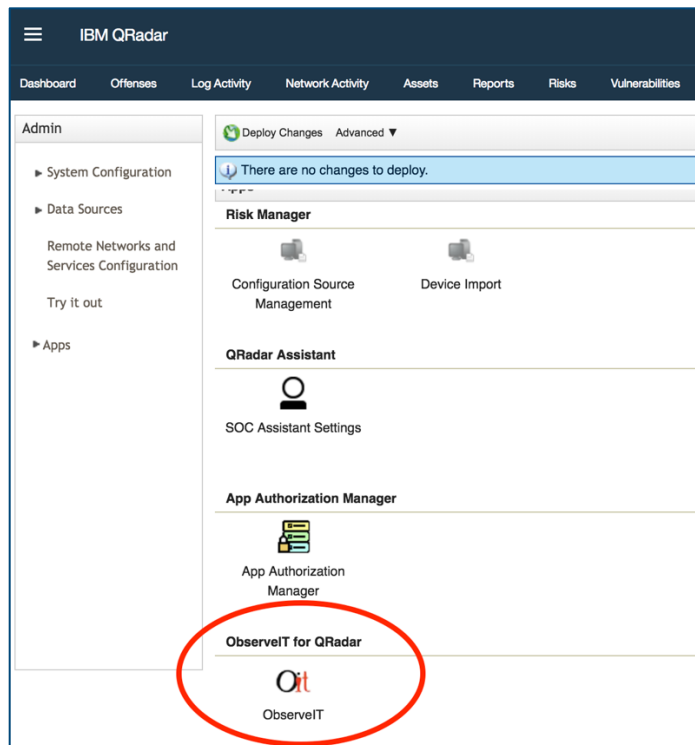 IBM QRadar
Dashboard Offenses Log Activity Network Activity Assets Reports Risks Vulnerabilities
Admin
System Configuration
Data Sources
Remote Networks and
Services Configuration
Try it out
Apps
Deploy Changes Advanced ▼
There are no changes to deploy.
Apps
Risk Manager
Configuration Source
Management
Device Import
QRadar Assistant
SOC Assistant Settings
App Authorization Manager
App Authorization
Manager
ObserveIT for QRadar
Oit
ObserveIT